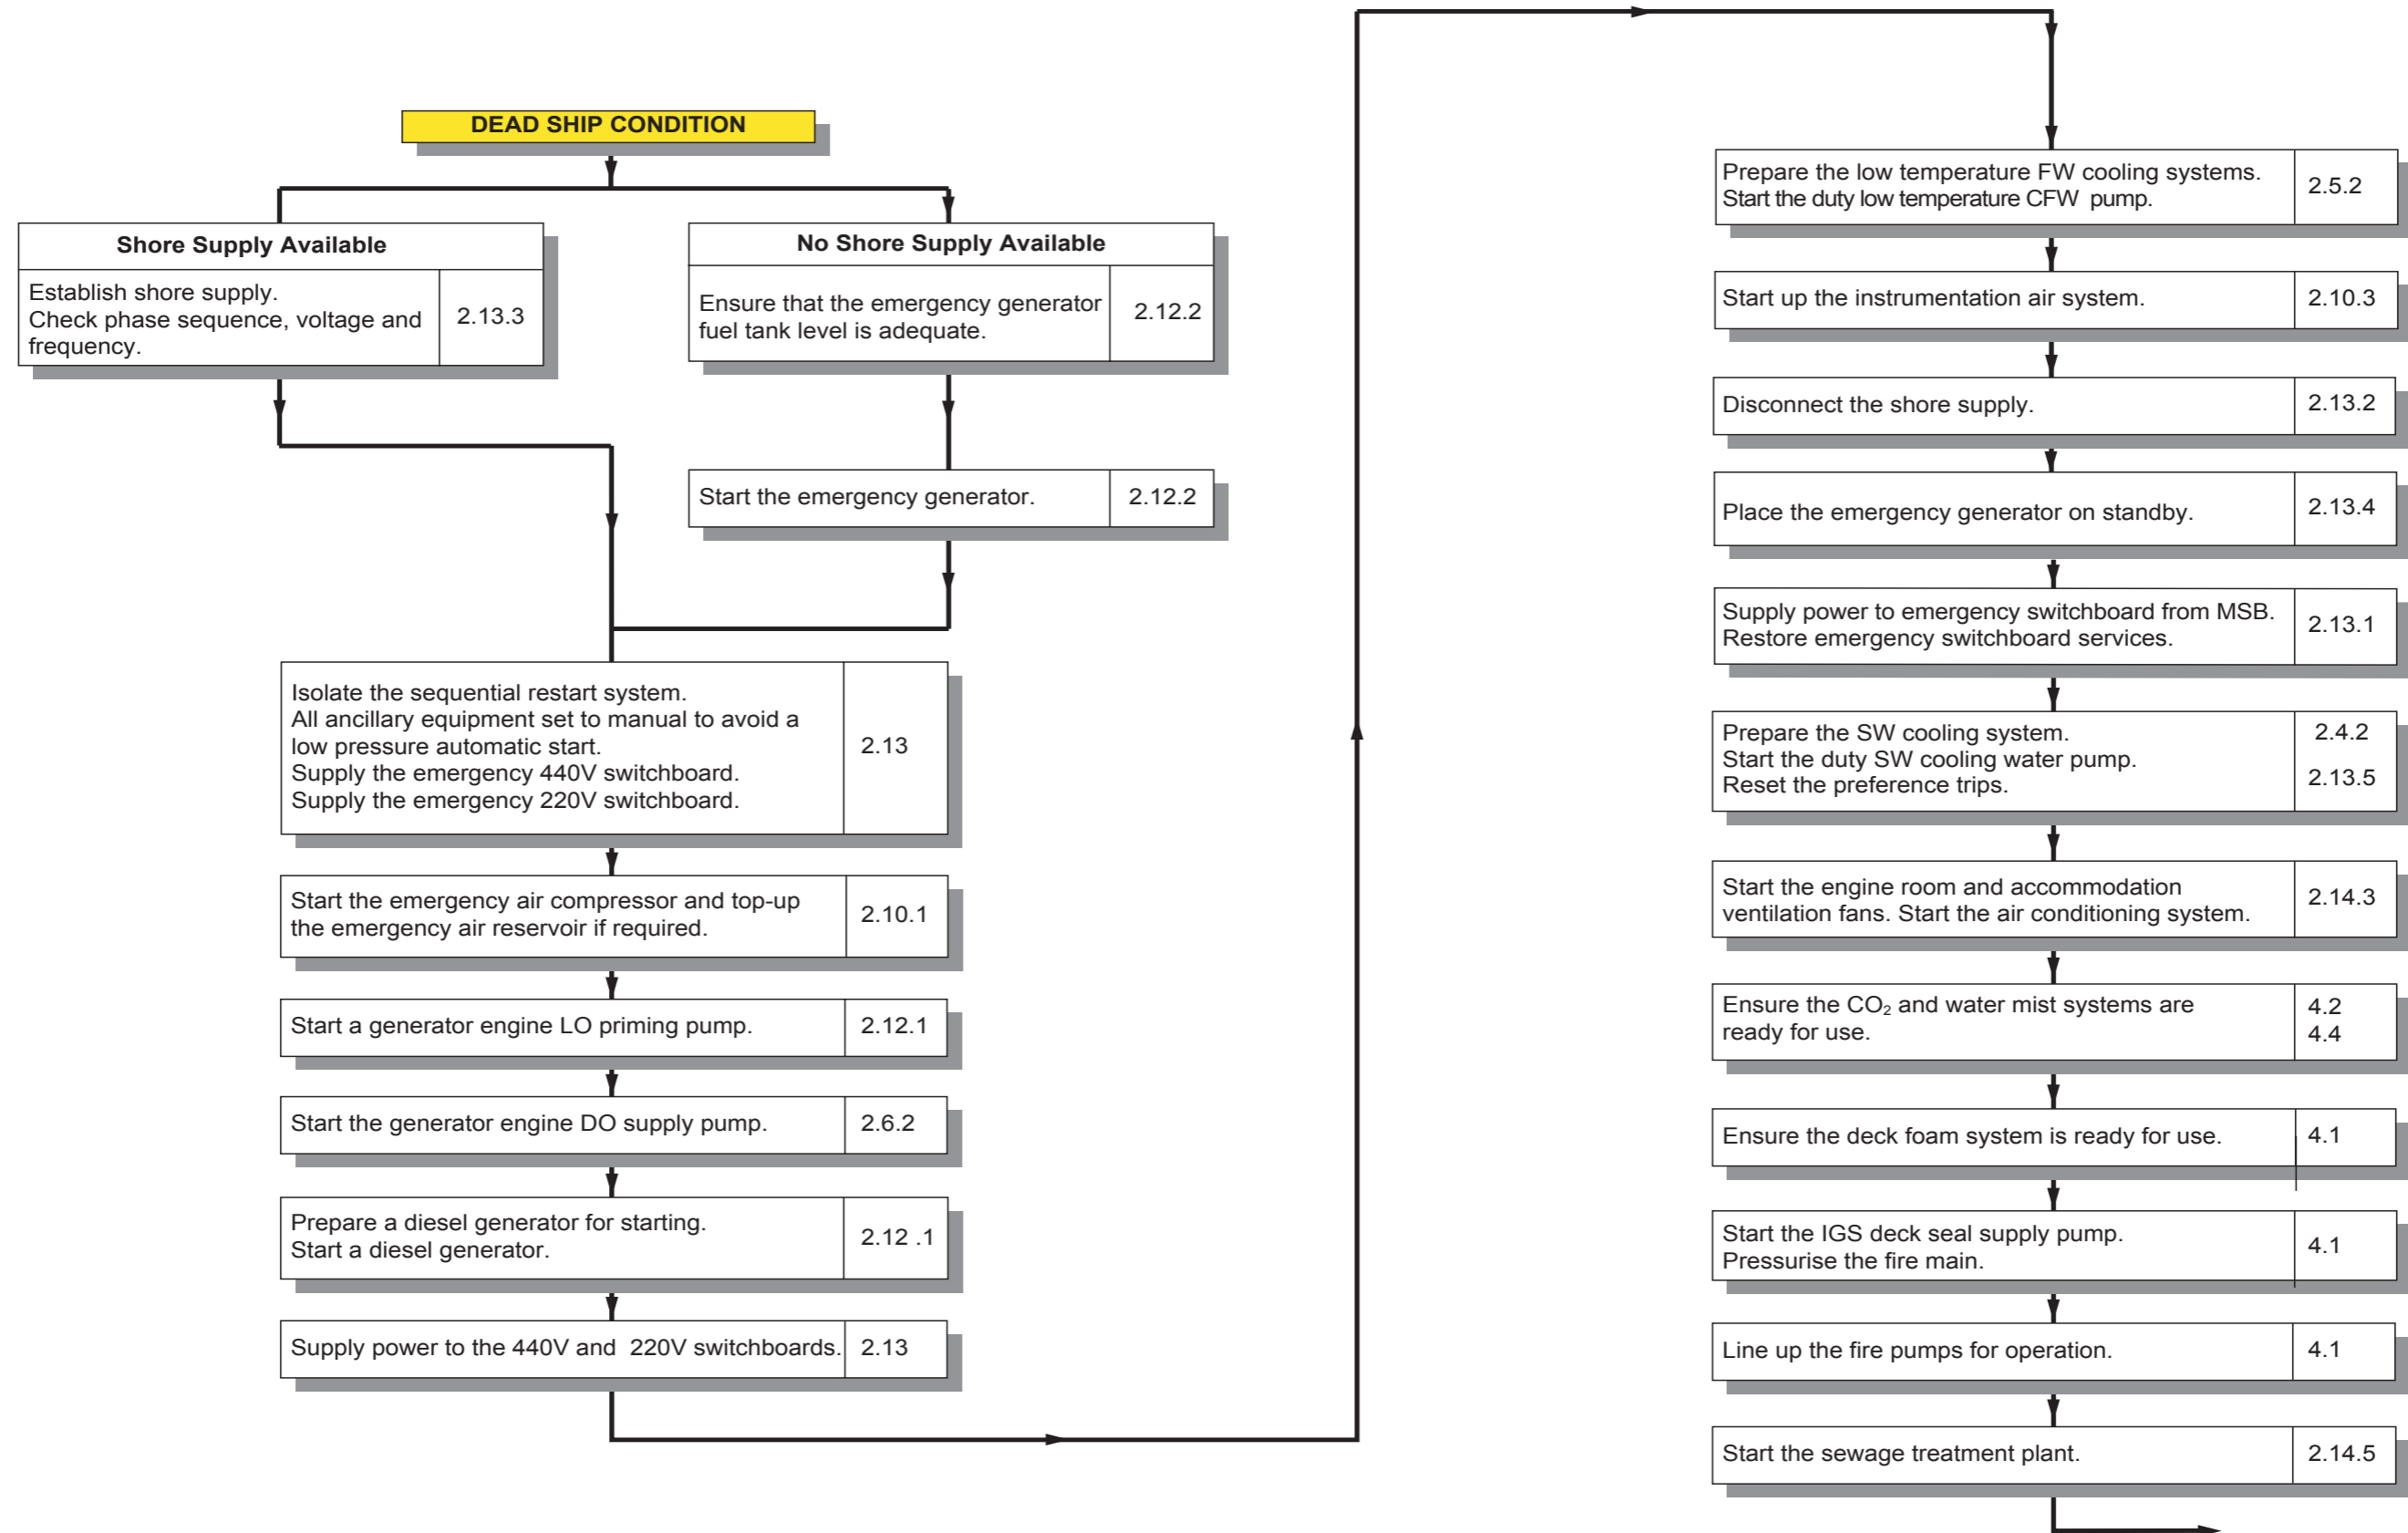 DEAD SHIP CONDITION
Shore Supply Available
Establish shore supply.
Check phase sequence, voltage and
frequency.
2.13.3
No Shore Supply Available
Ensure that the emergency generator
fuel tank level is adequate.
2.12.2
Start the emergency generator.
2.12.2
Isolate the sequential restart system.
All ancillary equipment set to manual to avoid a
low pressure automatic start.
Supply the emergency 440V switchboard.
Supply the emergency 220V switchboard.
2.13
Start the emergency air compressor and top-up
the emergency air reservoir if required.
2.10.1
Start a generator engine LO priming pump.
2.12.1
Start the generator engine DO supply pump.
2.6.2
Prepare a diesel generator for starting.
Start a diesel generator.
2.12 .1
Supply power to the 440V and 220V switchboards.
2.13
Prepare the low temperature FW cooling systems.
Start the duty low temperature CFW pump.
2.5.2
Start up the instrumentation air system.
2.10.3
Disconnect the shore supply.
2.13.2
Place the emergency generator on standby.
2.13.4
Supply power to emergency switchboard from MSB.
Restore emergency switchboard services.
2.13.1
Prepare the SW cooling system.
Start the duty SW cooling water pump.
Reset the preference trips.
2.4.2
2.13.5
Start the engine room and accommodation
ventilation fans. Start the air conditioning system.
2.14.3
Ensure the CO₂ and water mist systems are
ready for use.
4.2
4.4
Ensure the deck foam system is ready for use.
4.1
Start the IGS deck seal supply pump.
Pressurise the fire main.
4.1
Line up the fire pumps for operation.
4.1
Start the sewage treatment plant.
2.14.5